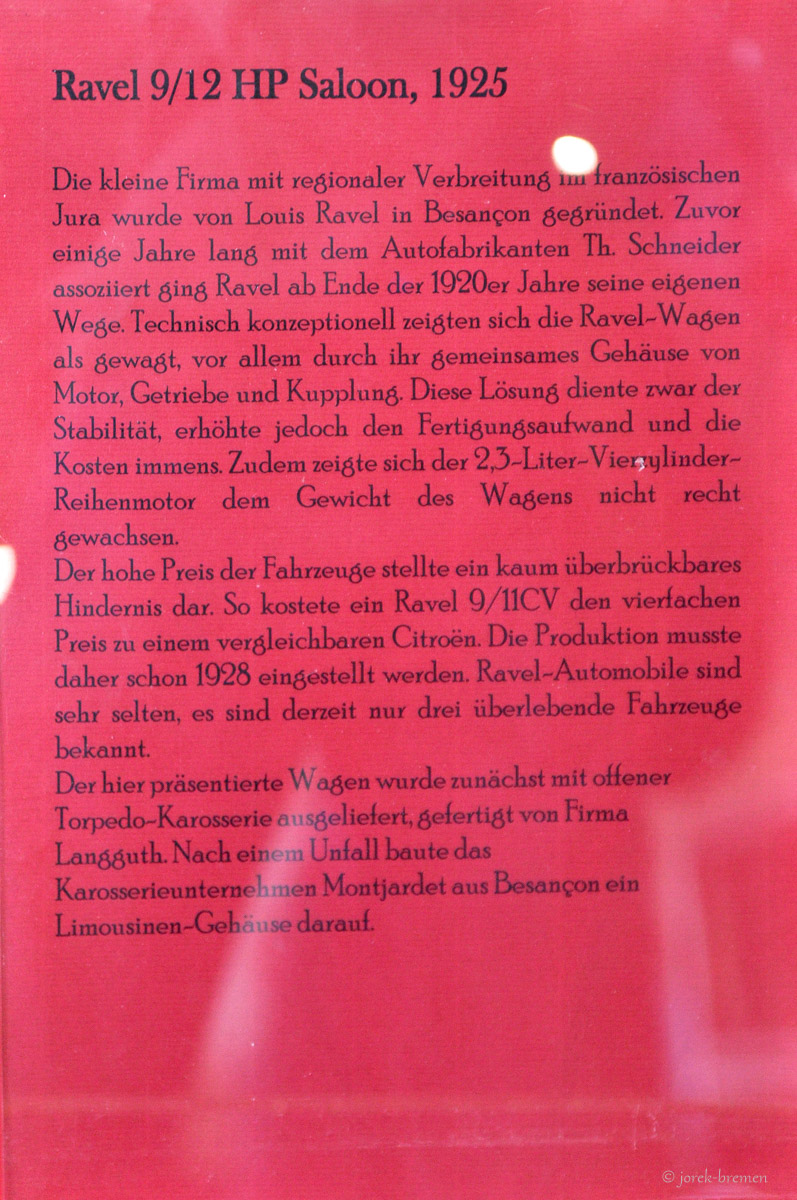 Ravel 9/12 HP Saloon, 1925
Die kleine Firma mit regionaler Verbreitung im französischen
Jura wurde von Louis Ravel in Besançon gegründet. Zuvor
einige Jahre lang mit dem Autofabrikanten Th. Schneider
assoziiert ging Ravel ab Ende der 1920er Jahre seine eigenen
Wege. Technisch konzeptionell zeigten sich die Ravel-Wagen
als gewagt, vor allem durch ihr gemeinsames Gehäuse von
Motor, Getriebe und Kupplung. Diese Lösung diente zwar der
Stabilität, erhöhte jedoch den Fertigungsaufwand und die
Kosten immens. Zudem zeigte sich der 2,3-Liter-Vierzylinder-
Reihenmotor dem Gewicht des Wagens nicht recht
gewachsen.
Der hohe Preis der Fahrzeuge stellte ein kaum überbrückbares
Hindernis dar. So kostete ein Ravel 9/11CV den vierfachen
Preis zu einem vergleichbaren Citroën. Die Produktion musste
daher schon 1928 eingestellt werden. Ravel-Automobile sind
sehr selten, es sind derzeit nur drei überlebende Fahrzeuge
bekannt.
Der hier präsentierte Wagen wurde zunächst mit offener
Torpedo-Karosserie ausgeliefert, gefertigt von Firma
Langguth. Nach einem Unfall baute das
Karosserieunternehmen Montjardet aus Besançon ein
Limousinen-Gehäuse darauf.
© jorek-bremen